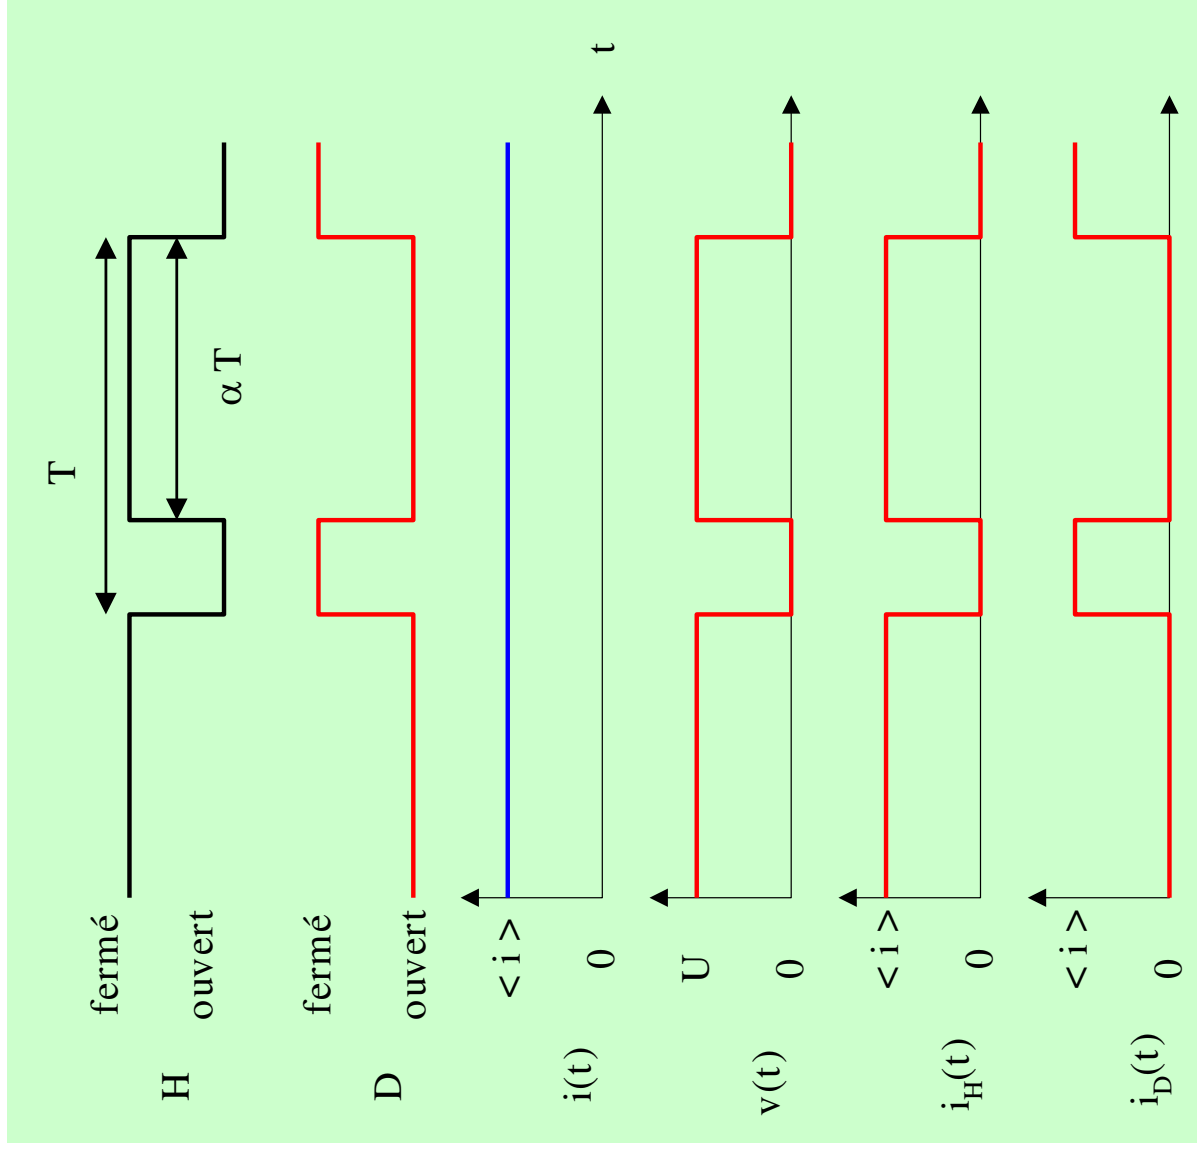 T
fermé
H
ouvert
α T
fermé
D
ouvert
< i >
i(t)
0
t
U
v(t)
0
< i >
i_H(t)
0
< i >
i_D(t)
0